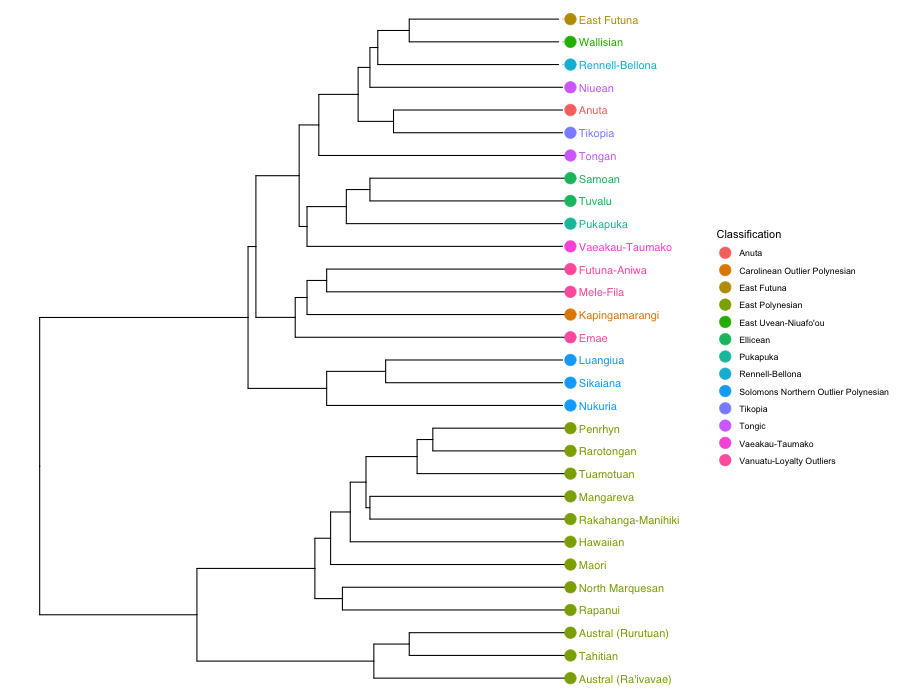 East Futuna
Wallisian
Rennell-Bellona
Niuean
Anuta
Tikopia
Tongan
Samoan
Tuvalu
Pukapuka
Vaeakau-Taumako
Futuna-Aniwa
Mele-Fila
Kapingamarangi
Emae
Luangiua
Sikaiana
Nukuria
Penrhyn
Rarotongan
Tuamotuan
Mangareva
Rakahanga-Manihiki
Hawaiian
Maori
North Marquesan
Rapanui
Austral (Rurutuan)
Tahitian
Austral (Ra'ivavae)
Classification
Anuta
Carolinean Outlier Polynesian
East Futuna
East Polynesian
East Uvean-Niuafo'ou
Ellicean
Pukapuka
Rennell-Bellona
Solomons Northern Outlier Polynesian
Tikopia
Tongic
Vaeakau-Taumako
Vanuatu-Loyalty Outliers